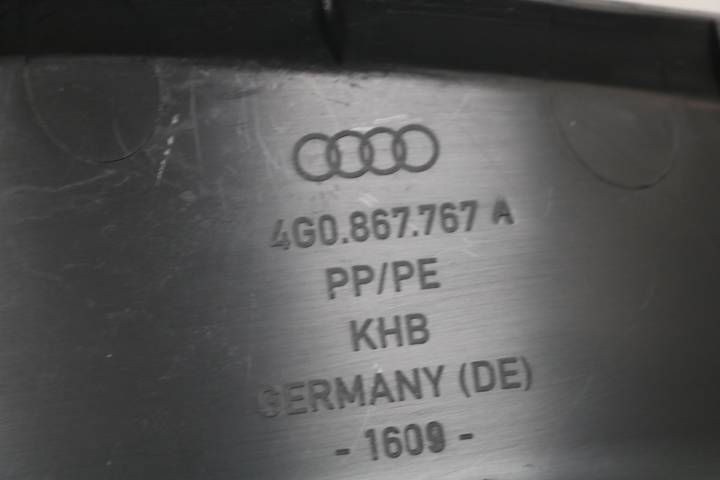 4G0.867.767 A
PP/PE
KHB
GERMANY (DE)
- 1609 -